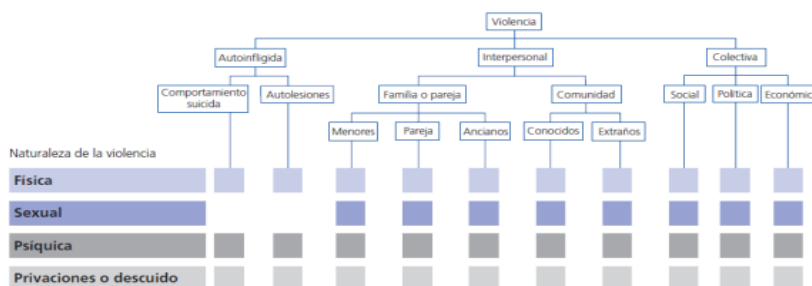 Violencia
Autoinfligida Interpersonal Colectiva
Comportamiento suicida Autolesiones Familia o pareja Comunidad Social Política Económic
Menores Pareja Ancianos Conocidos Extraños
Naturaleza de la violencia
Física
Sexual
Psíquica
Privaciones o descuido